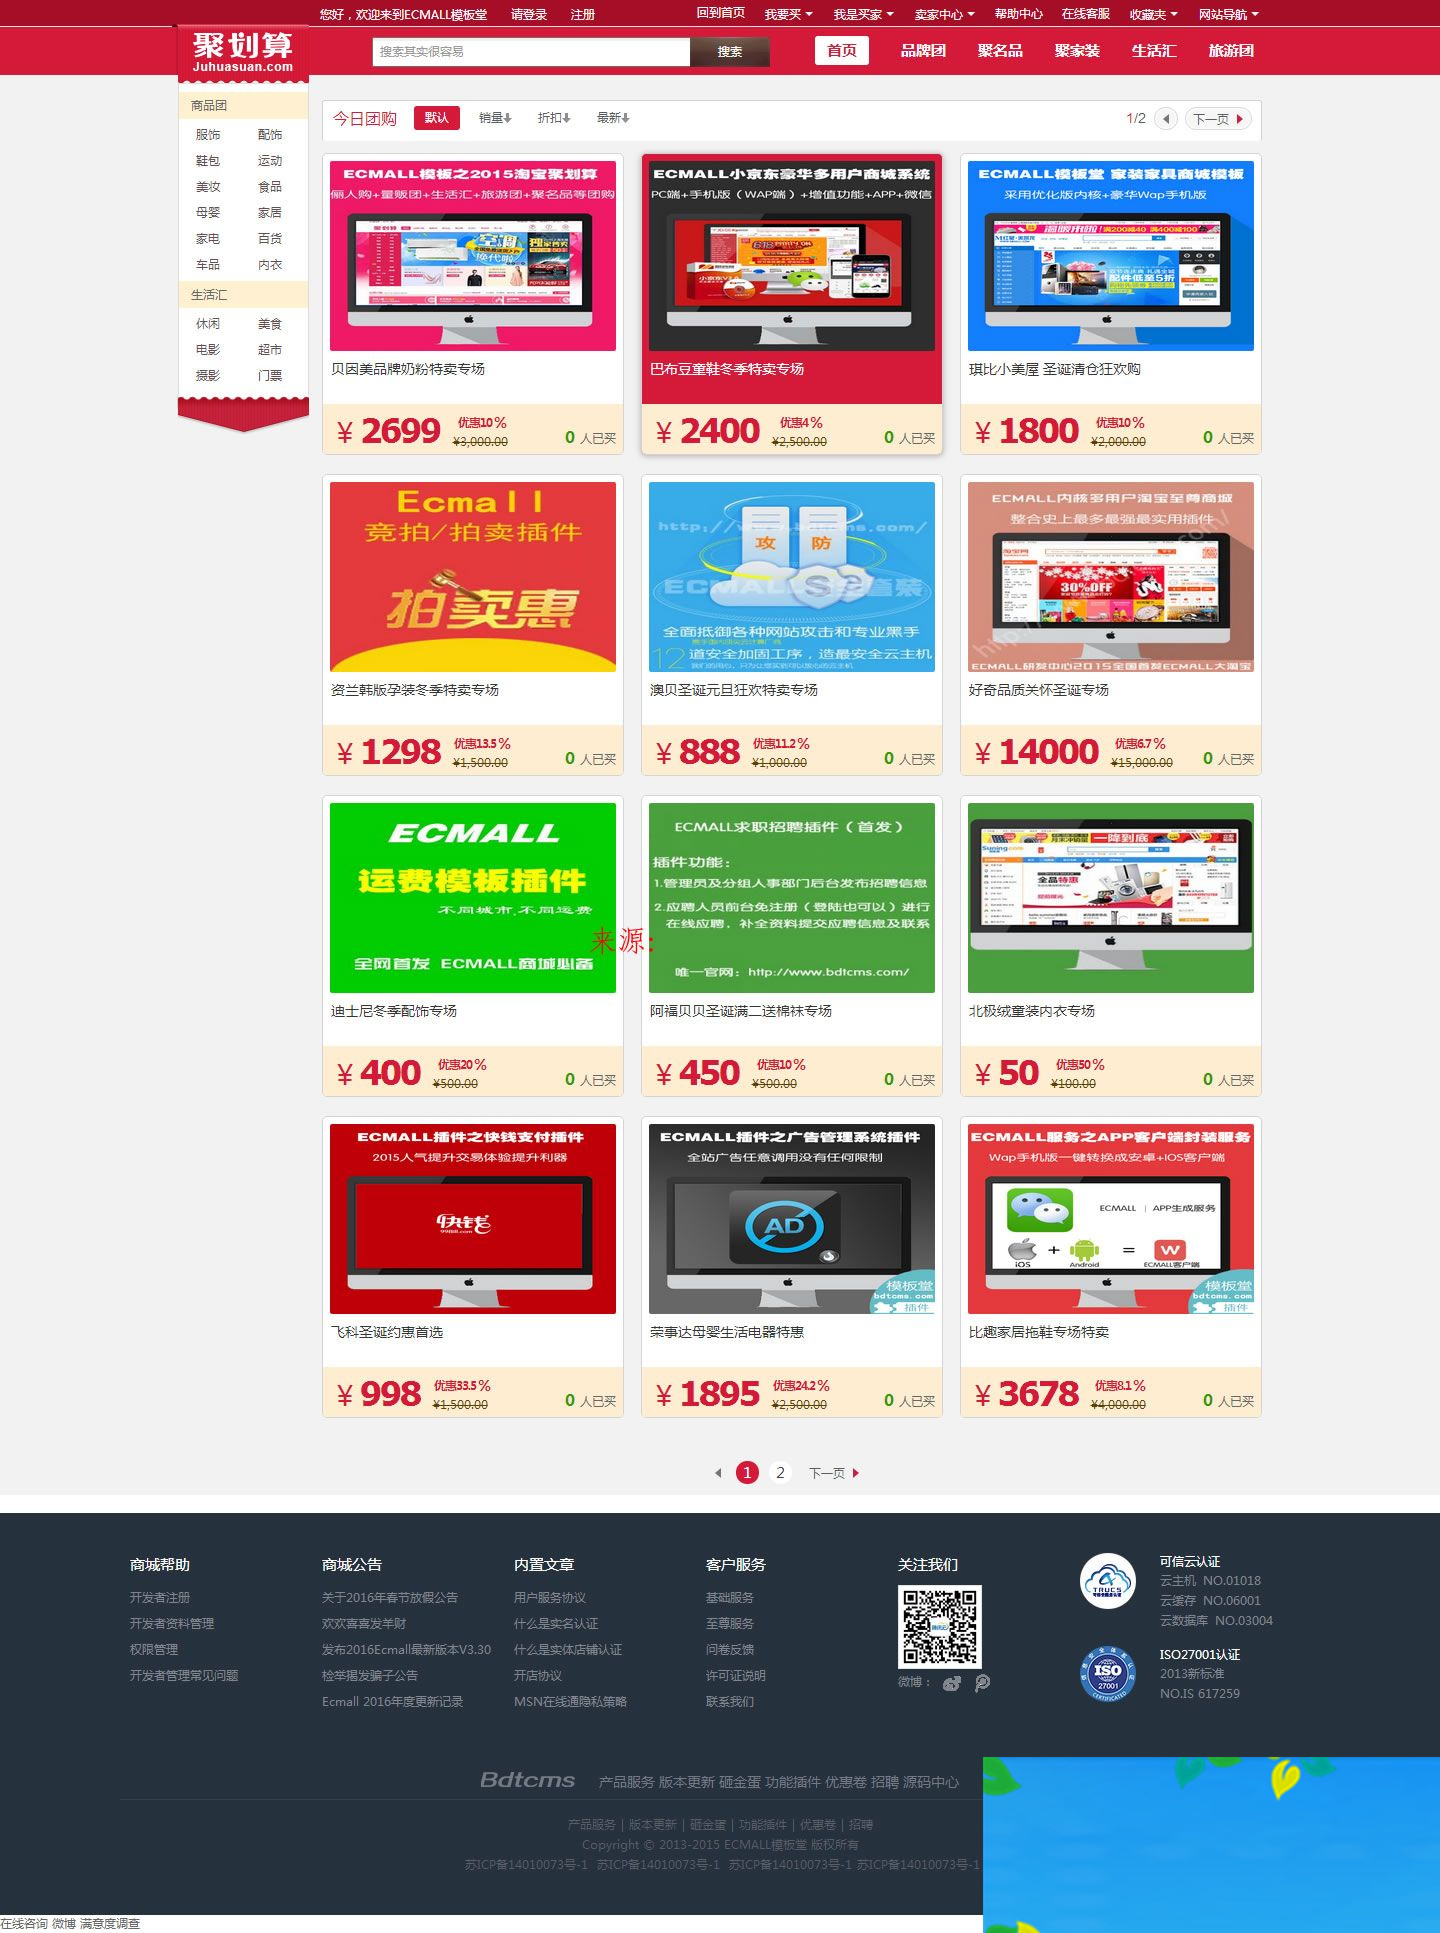 您好，欢迎来到ECMALL模板堂 请登录 注册 回到首页 我要买 我是买家 卖家中心 帮助中心 在线客服 收藏夹 网站导航
聚划算
Juhuasuan.com
搜索其实很容易 搜索 首页 品牌团 聚名品 聚家装 生活汇 旅游团
商品团
服饰 配饰
鞋包 运动
美妆 食品
母婴 家居
家电 百货
车品 内衣
生活汇
休闲 美食
电影 超市
摄影 门票
今日团购 默认 销量 折扣 最新 1/2 下一页
ECMALL模板之2015淘宝聚划算
俪人购+量贩团+生活汇+旅游团+聚名品等团购
贝因美品牌奶粉特卖专场
¥ 2699 优惠10% ¥3,000.00 0 人已买
ECMALL小京东豪华多用户商城系统
PC端+手机版（WAP端）+增值功能+APP+微信
巴布豆童鞋冬季特卖专场
¥ 2400 优惠4% ¥2,500.00 0 人已买
ECMALL模板堂 家装家具商城模板
采用优化版内核+豪华Wap手机版
琪比小美屋 圣诞清仓狂欢购
¥ 1800 优惠10% ¥2,000.00 0 人已买
Ecmall
竞拍/拍卖插件
拍卖惠
资兰韩版孕装冬季特卖专场
¥ 1298 优惠13.5% ¥1,500.00 0 人已买
攻 防
全面抵御各种网站攻击和专业黑手
12道安全加固工序，造最安全云主机
澳贝圣诞元旦狂欢特卖专场
¥ 888 优惠11.2% ¥1,000.00 0 人已买
ECMALL内核多用户淘宝至尊商城
整合史上最多最强最实用插件
30%OFF
ECMALL研发中心2015全国首发ECMALL大淘宝
好奇品质关怀圣诞专场
¥ 14000 优惠6.7% ¥15,000.00 0 人已买
ECMALL
运费模板插件
不同城市,不同运费
全网首发 ECMALL商城必备
迪士尼冬季配饰专场
¥ 400 优惠20% ¥500.00 0 人已买
来源:
ECMALL求职招聘插件（首发）
插件功能：
1.管理员及分组人事部门后台发布招聘信息
2.应聘人员前台免注册（登陆也可以）进行
在线应聘，补全资料提交应聘信息及联系
唯一官网：http://www.bdtcms.com/
阿福贝贝圣诞满二送棉袜专场
¥ 450 优惠10% ¥500.00 0 人已买
一降到底
全品特惠
北极绒童装内衣专场
¥ 50 优惠50% ¥100.00 0 人已买
ECMALL插件之快钱支付插件
2015人气提升交易体验提升利器
快钱
99Bill.com
飞科圣诞约惠首选
¥ 998 优惠33.5% ¥1,500.00 0 人已买
ECMALL插件之广告管理系统插件
全站广告任意调用没有任何限制
AD
模板堂
bdtcms.com
插件
荣事达母婴生活电器特惠
¥ 1895 优惠24.2% ¥2,500.00 0 人已买
ECMALL服务之APP客户端封装服务
Wap手机版一键转换成安卓+IOS客户端
ECMALL | APP生成服务
iOS + Android = ECMALL客户端
模板堂
bdtcms.com
插件
比趣家居拖鞋专场特卖
¥ 3678 优惠8.1% ¥4,000.00 0 人已买
1 2 下一页
商城帮助
开发者注册
开发者资料管理
权限管理
开发者管理常见问题
商城公告
关于2016年春节放假公告
欢欢喜喜发羊财
发布2016Ecmall最新版本V3.30
检举揭发骗子公告
Ecmall 2016年度更新记录
内置文章
用户服务协议
什么是实名认证
什么是实体店铺认证
开店协议
MSN在线通隐私策略
客户服务
基础服务
至尊服务
问卷反馈
许可证说明
联系我们
关注我们
微博：
TRUCS
可信云认证
云主机 NO.01018
云缓存 NO.06001
云数据库 NO.03004
ISO
27001
CERTIFICATED
ISO27001认证
2013新标准
NO.IS 617259
Bdtcms 产品服务 版本更新 砸金蛋 功能插件 优惠卷 招聘 源码中心
产品服务 | 版本更新 | 砸金蛋 | 功能插件 | 优惠卷 | 招聘
Copyright © 2013-2015 ECMALL模板堂 版权所有
苏ICP备14010073号-1 苏ICP备14010073号-1 苏ICP备14010073号-1 苏ICP备14010073号-1
在线咨询 微博 满意度调查